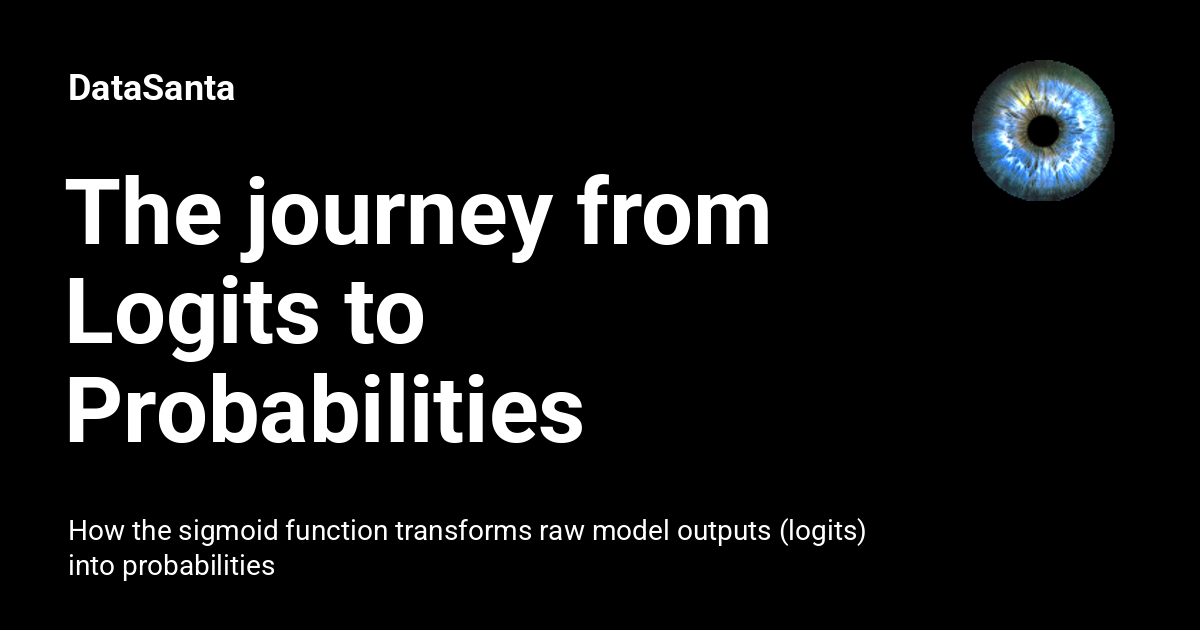 DataSanta
The journey from
Logits to
Probabilities
How the sigmoid function transforms raw model outputs (logits)
into probabilities